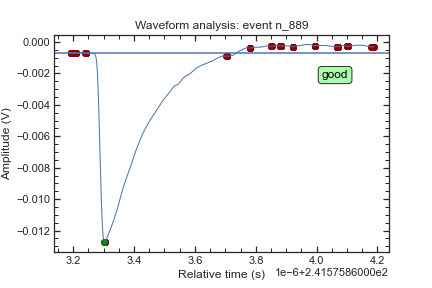 Waveform analysis: event n_889
0.000
−0.002
−0.004
−0.006
−0.008
−0.010
−0.012
Amplitude (V)
good
3.2 3.4 3.6 3.8 4.0 4.2
Relative time (s)
1e−6+2.4157586000e2